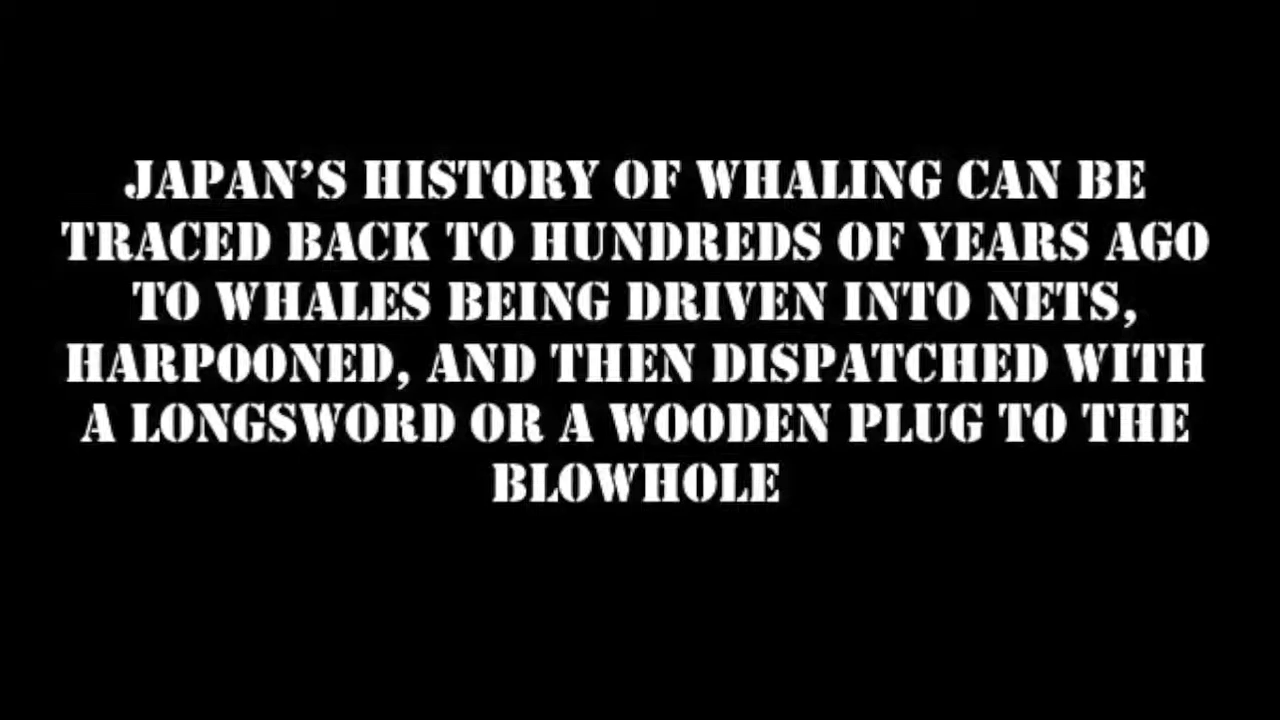 JAPAN'S HISTORY OF WHALING CAN BE
TRACED BACK TO HUNDREDS OF YEARS AGO
TO WHALES BEING DRIVEN INTO NETS,
HARPOONED, AND THEN DISPATCHED WITH
A LONGSWORD OR A WOODEN PLUG TO THE
BLOWHOLE